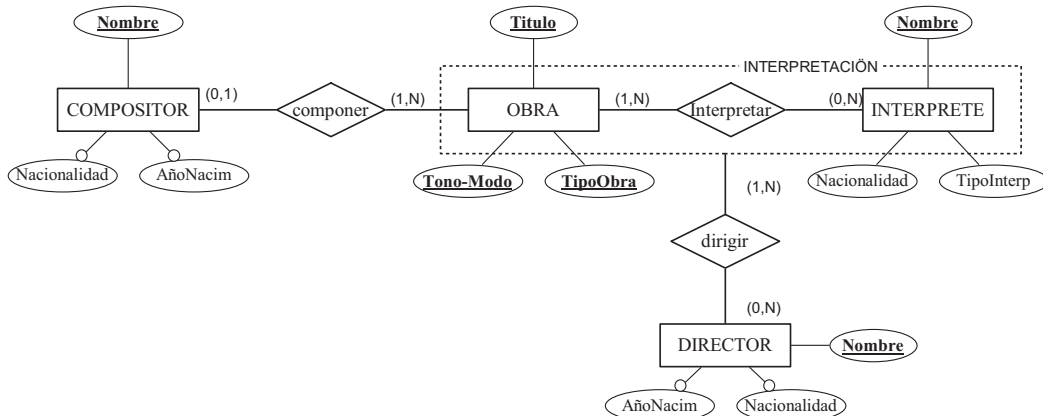 Nombre
Titulo
Nombre
INTERPRETACIÖN
COMPOSITOR
(0,1)
componer
(1,N)
OBRA
(1,N)
Interpretar
(0,N)
INTERPRETE
Nacionalidad
AñoNacim
Tono-Modo
TipoObra
Nacionalidad
TipoInterp
(1,N)
dirigir
(0,N)
DIRECTOR
Nombre
AñoNacim
Nacionalidad